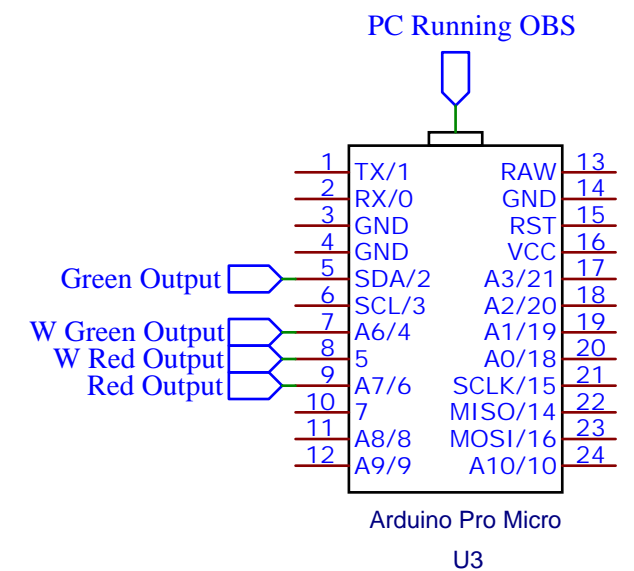 PC Running OBS
1 TX/1 RAW 13
2 RX/0 GND 14
3 GND RST 15
4 GND VCC 16
Green Output 5 SDA/2 A3/21 17
6 SCL/3 A2/20 18
W Green Output 7 A6/4 A1/19 19
W Red Output 8 5 A0/18 20
Red Output 9 A7/6 SCLK/15 21
10 7 MISO/14 22
11 A8/8 MOSI/16 23
12 A9/9 A10/10 24
Arduino Pro Micro
U3